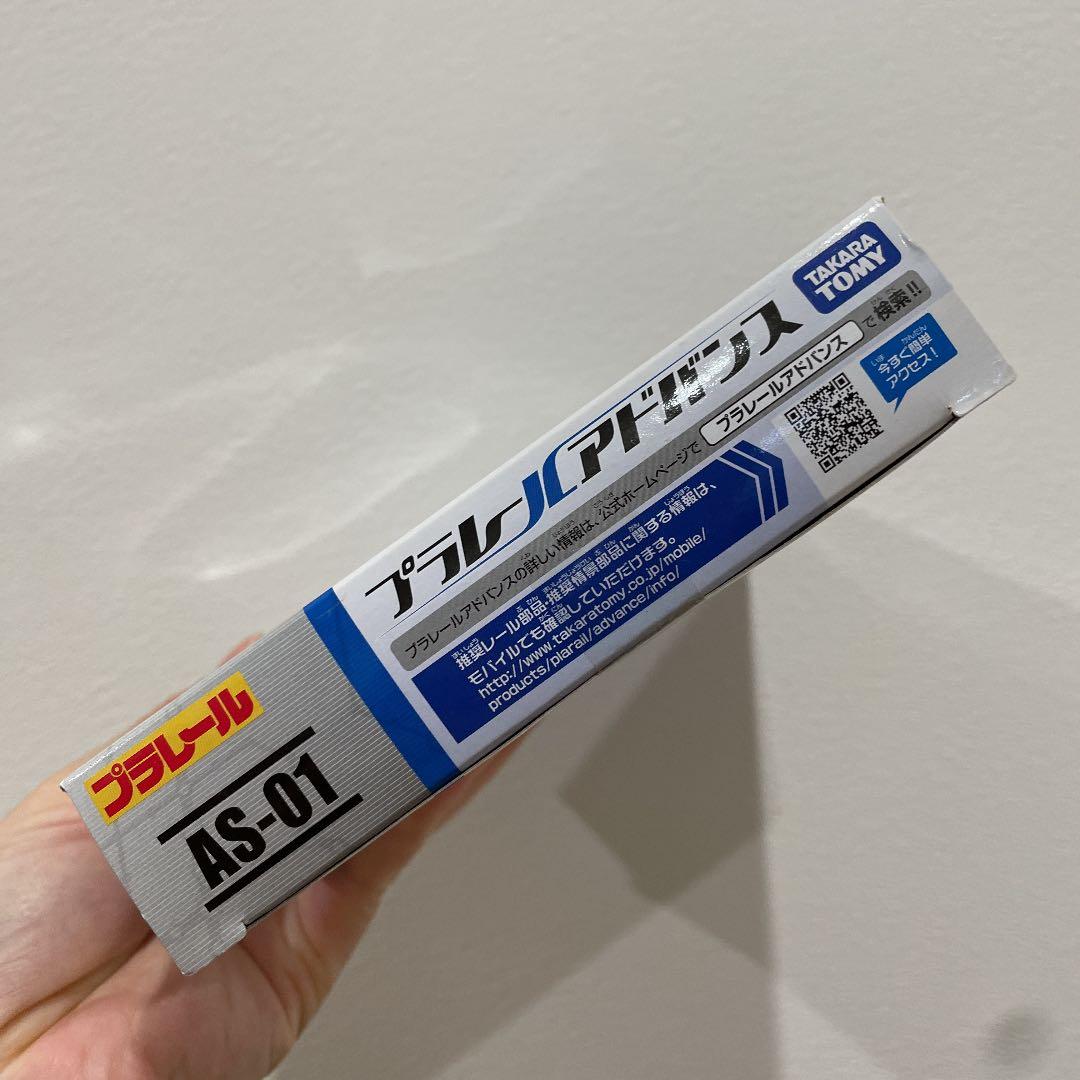 プラレール
AS-01
プラレールアドバンス
TAKARA
TOMY
プラレールアドバンスの詳しい情報は、公式ホームページで プラレールアドバンス で検索!!
推奨レール部品・推奨情景部品に関する情報は、
モバイルでも確認していただけます。
http://www.takaratomy.co.jp/mobile/
products/plarail/advance/info/
今すぐ簡単
アクセス!